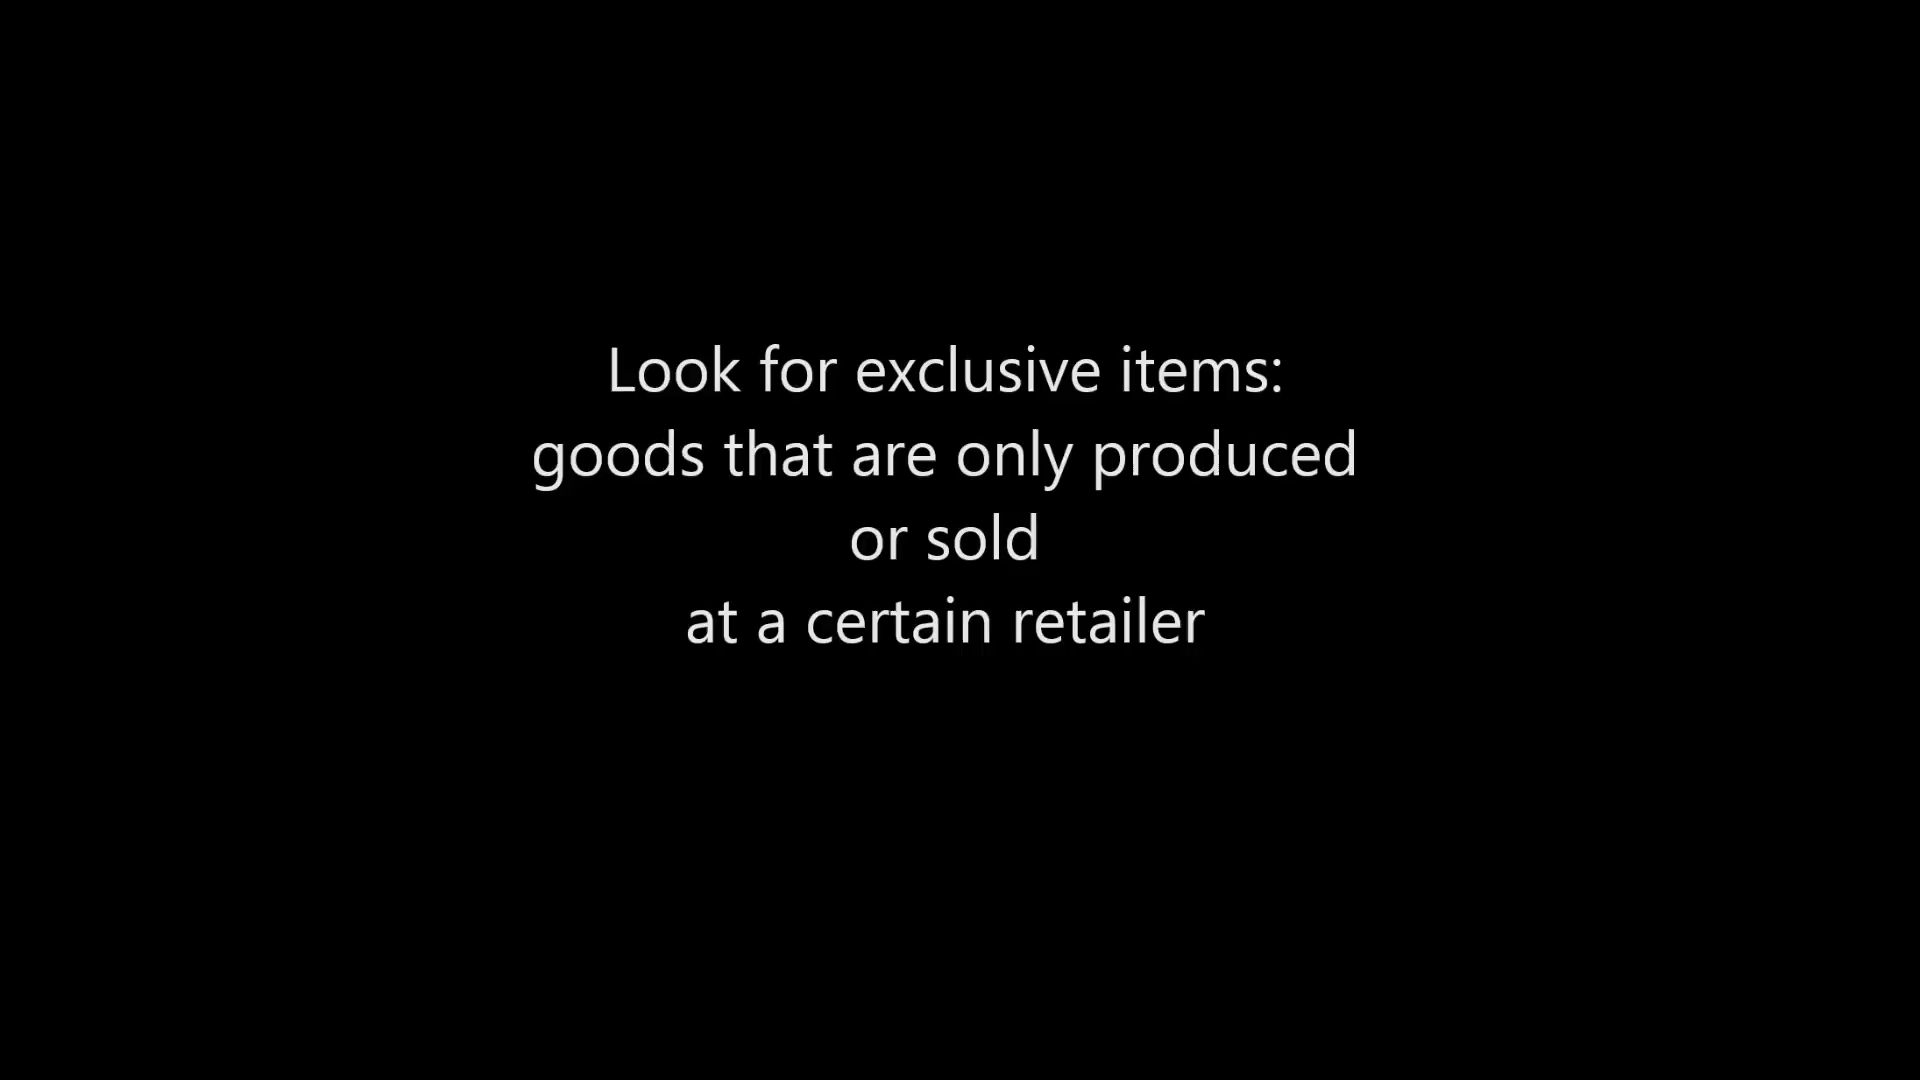 Look for exclusive items:
goods that are only produced
or sold
at a certain retailer